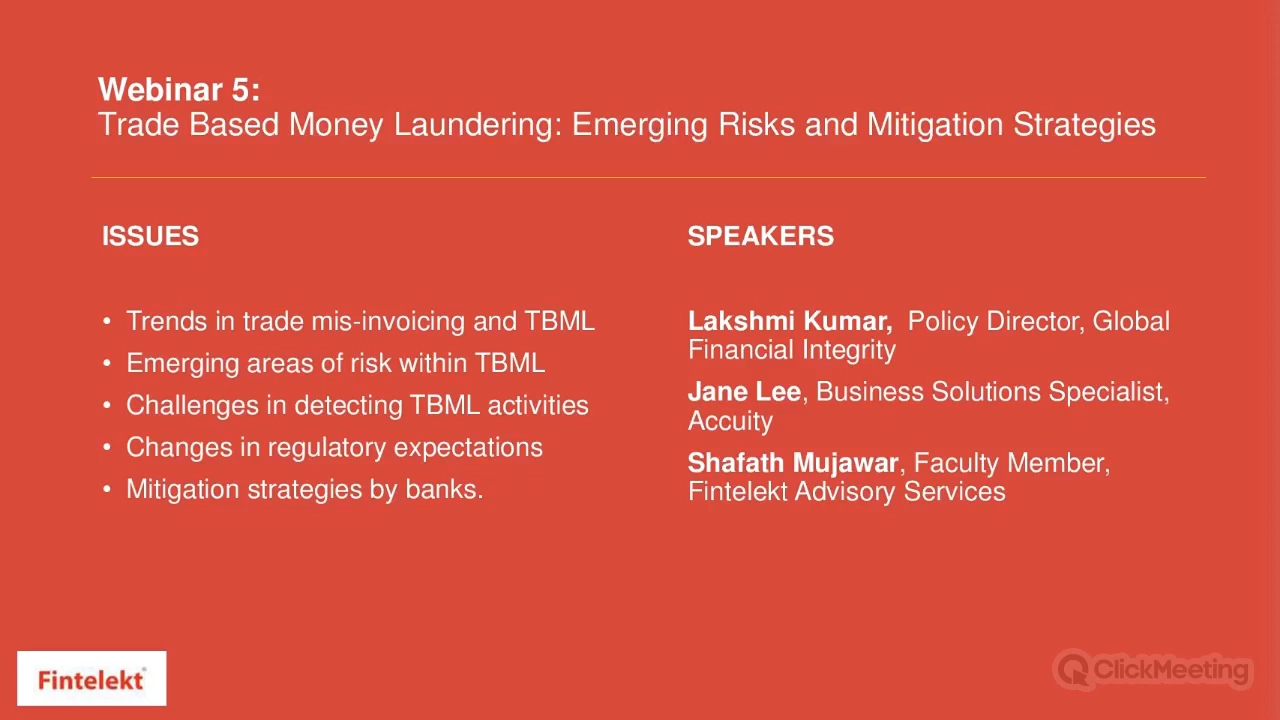 Webinar 5:
Trade Based Money Laundering: Emerging Risks and Mitigation Strategies
ISSUES
• Trends in trade mis-invoicing and TBML
• Emerging areas of risk within TBML
• Challenges in detecting TBML activities
• Changes in regulatory expectations
• Mitigation strategies by banks.
SPEAKERS
Lakshmi Kumar,  Policy Director, Global
Financial Integrity
Jane Lee, Business Solutions Specialist,
Accuity
Shafath Mujawar, Faculty Member,
Fintelekt Advisory Services
Fintelekt®
ClickMeeting